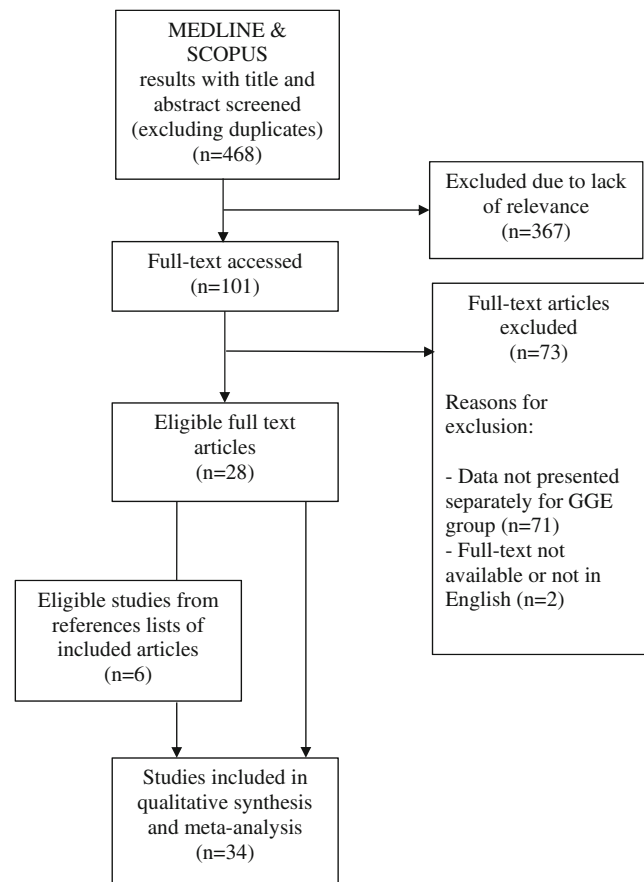 MEDLINE &
SCOPUS
results with title and
abstract screened
(excluding duplicates)
(n=468)
Excluded due to lack
of relevance
(n=367)
Full-text accessed
(n=101)
Full-text articles
excluded
(n=73)
Reasons for
exclusion:
- Data not presented
separately for GGE
group (n=71)
- Full-text not
available or not in
English (n=2)
Eligible full text
articles
(n=28)
Eligible studies from
references lists of
included articles
(n=6)
Studies included in
qualitative synthesis
and meta-analysis
(n=34)